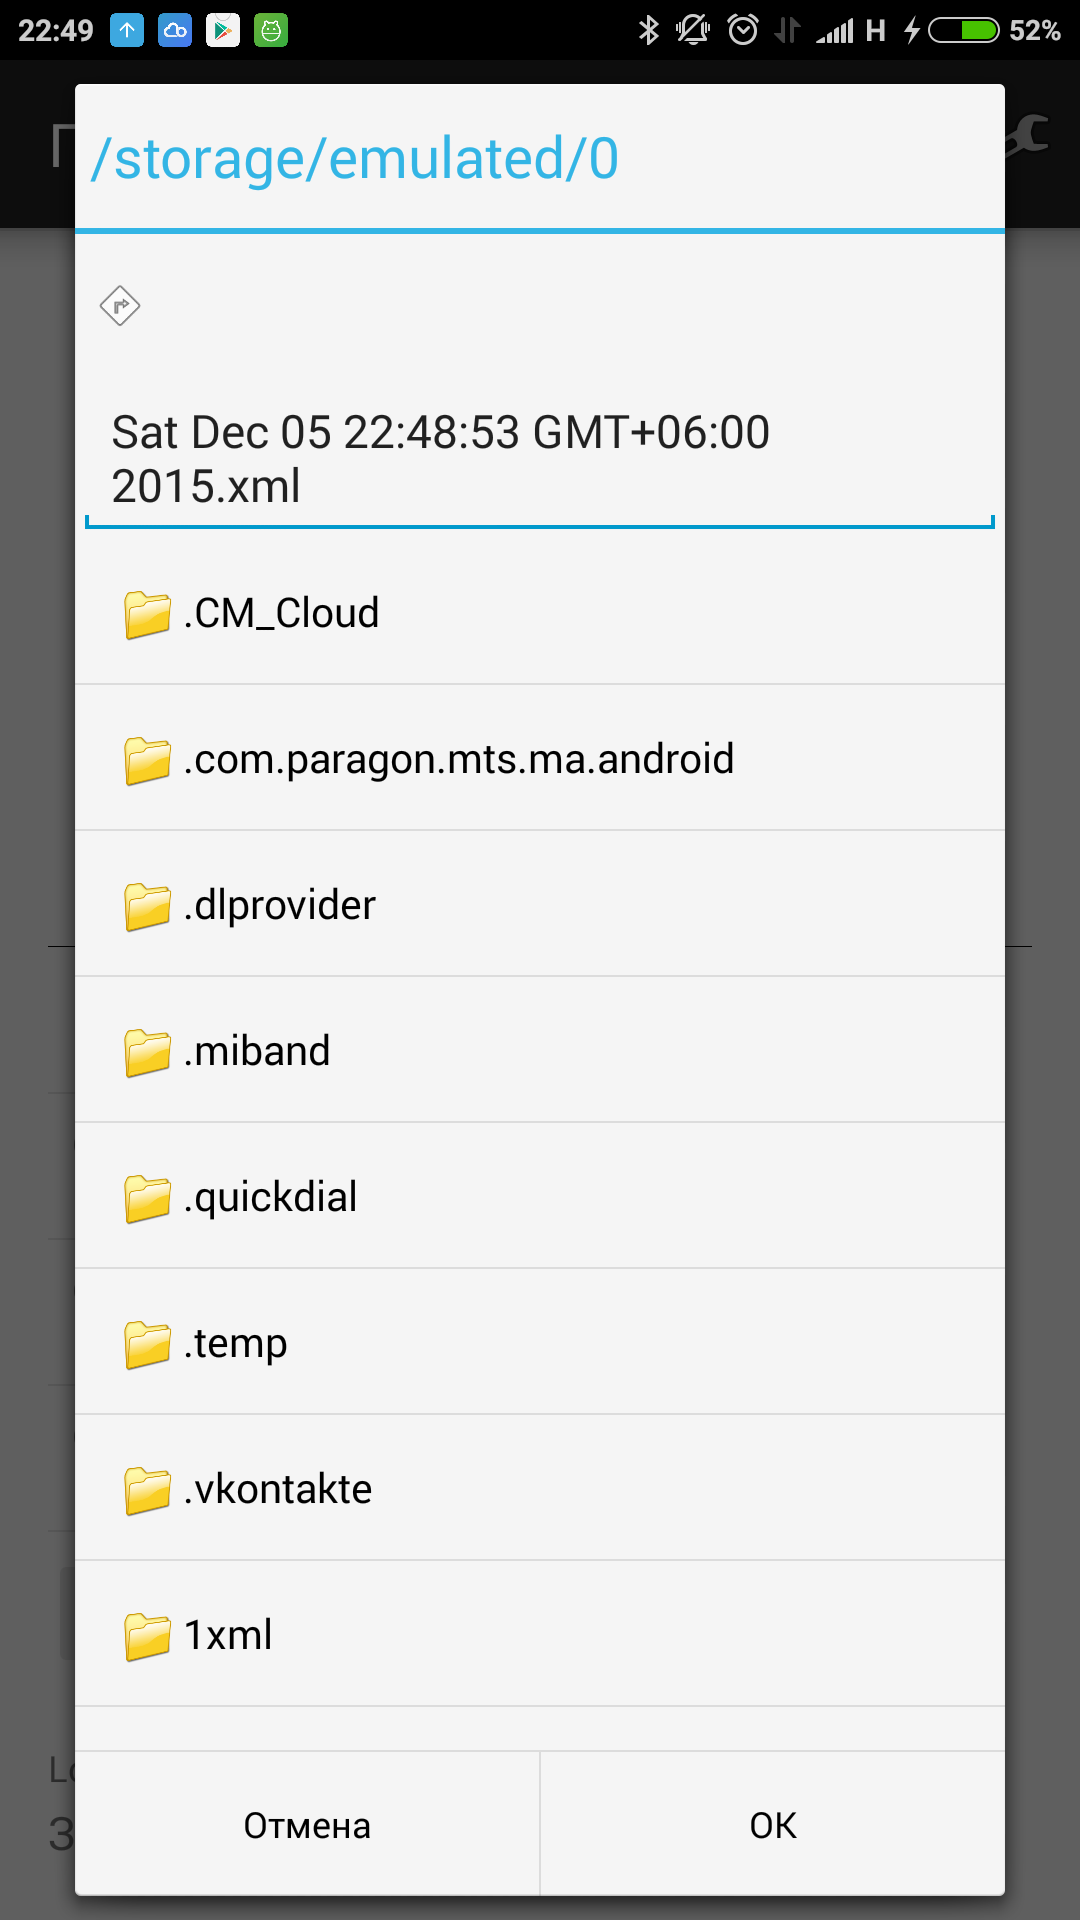 22:49
H
52%
/storage/emulated/0
Sat Dec 05 22:48:53 GMT+06:00
2015.xml
.CM_Cloud
.com.paragon.mts.ma.android
.dlprovider
.miband
.quickdial
.temp
.vkontakte
1xml
Отмена
ОК